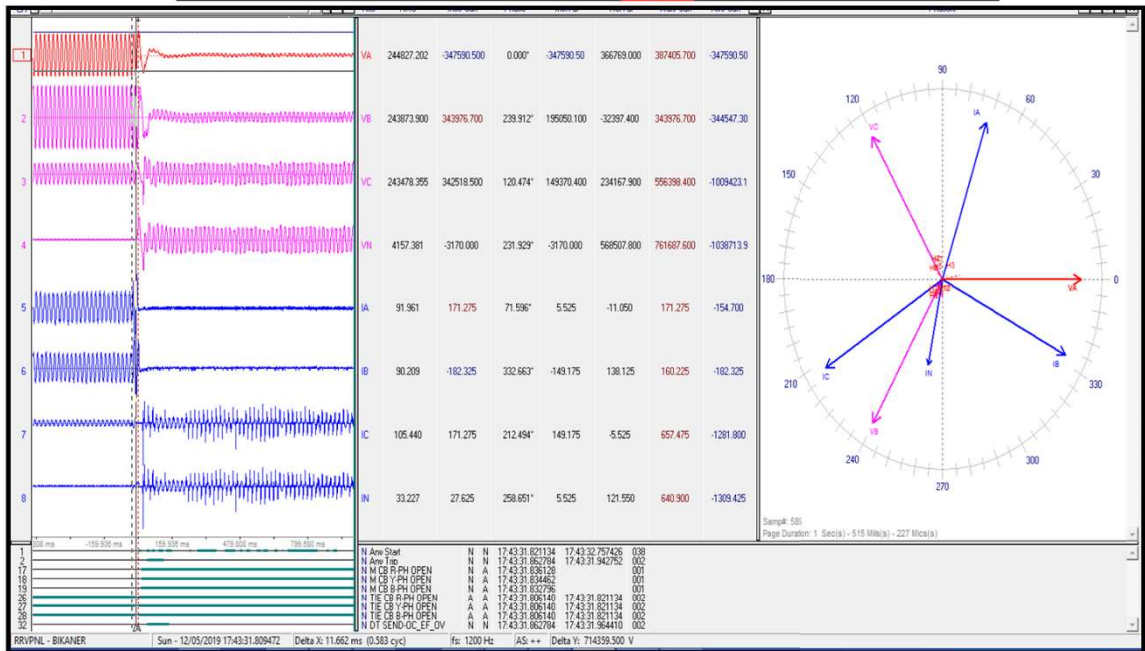 1 VA 244827.202 -347590.500 0.000° -347590.50 366769.000 387405.700 -347590.50
2 VB 243873.900 343976.700 239.912° 195050.100 -32397.400 343976.700 -344547.30
3 VC 243478.355 342518.500 120.474° 149370.400 234167.900 556398.400 -1009423.1
4 VN 4157.381 -3170.000 231.929° -3170.000 568507.800 761687.600 -1038713.9
5 IA 91.961 171.275 71.596° 5.525 -11.050 171.275 -154.700
6 IB 90.209 -182.325 332.663° -149.175 138.125 160.225 -182.325
7 IC 105.440 171.275 212.494° 149.175 -5.525 657.475 -1281.800
8 IN 33.227 27.625 258.651° 5.525 121.550 640.900 -1309.425
-159.936 ms 159.936 ms 479.808 ms 799.680 ms
90
120 60
VC IA
150 30
180 VA 0
210 IC IN IB 330
VB
240 300
270
Samp#: 585
Page Duration: 1 Sec(s) - 515 Mils(s) - 227 Mics(s)
1 N Any Start N N 17:43:31.821134 17:43:32.757426 038
2 N Any Trip N N 17:43:31.862784 17:43:31.942752 002
17 N M CB R-PH OPEN N A 17:43:31.836128 001
18 N M CB Y-PH OPEN N A 17:43:31.834462 001
19 N M CB B-PH OPEN N A 17:43:31.832796 001
26 N TIE CB R-PH OPEN A A 17:43:31.806140 17:43:31.821134 002
27 N TIE CB Y-PH OPEN A A 17:43:31.806140 17:43:31.821134 002
28 N TIE CB B-PH OPEN A A 17:43:31.806140 17:43:31.821134 002
32 N DT SEND-OC_EF_OV N N 17:43:31.862784 17:43:31.964410 002
RRVPNL - BIKANER Sun - 12/05/2019 17:43:31.809472 Delta X: 11.662 ms (0.583 cyc) fs: 1200 Hz AS: ++ Delta Y: 714359.500 V